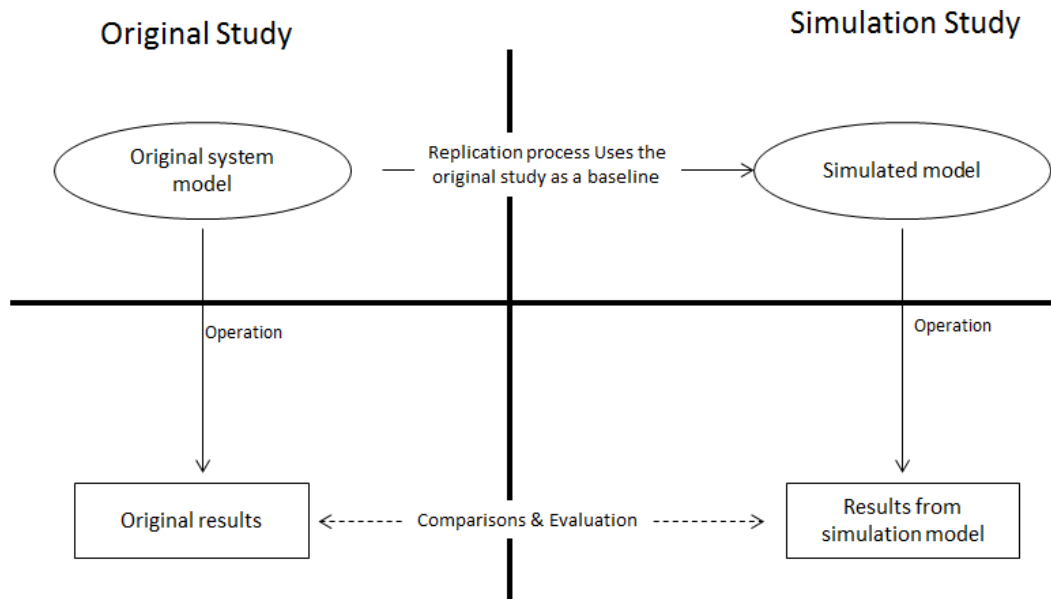 Original Study
Simulation Study
Original system
model
Replication process Uses the
original study as a baseline
Simulated model
Operation
Operation
Original results
Comparisons & Evaluation
Results from
simulation model